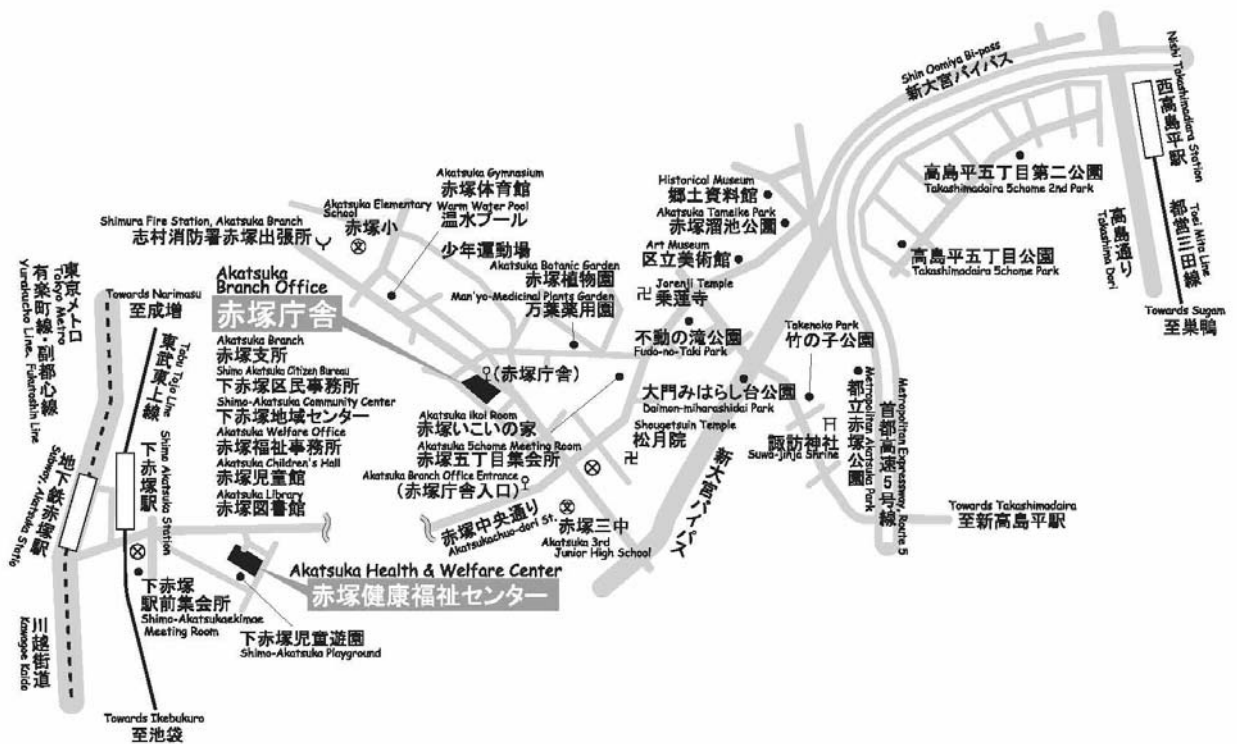 Shin Oomiya Bi-pass
新大宮バイパス
Nishi Takashimadiara Station
西高島平駅
Toei Mita Line
都営三田線
Towards Sugam
至巣鴨
高島通り
Takashima Dori
高島平五丁目第二公園
Takashimadaira 5chome 2nd Park
高島平五丁目公園
Takashimadaira 5chome Park
Historical Museum
郷土資料館
Akatsuka Tameike Park
赤塚溜池公園
Art Museum
区立美術館
Jorenji Temple
卍乗蓮寺
不動の滝公園
Fudo-no-Taki Park
Takenoko Park
竹の子公園
大門みはらし台公園
Daimon-miharashidai Park
Shougetsuin Temple
松月院
卍
諏訪神社
Suwa-jinja Shrine
都立赤塚公園
Metropolitan Akatsuka Park
首都高速5号線
Metropolitan Expressway, Route 5
Towards Takashimadaira
至新高島平駅
新大宮バイパス
Akatsuka Gymnasium
赤塚体育館
Warm Water Pool
温水プール
少年運動場
Akatsuka Elementary
School
赤塚小
文
Shimura Fire Station, Akatsuka Branch
志村消防署赤塚出張所
Akatsuka Botanic Garden
赤塚植物園
Man'yo-Medicinal Plants Garden
万葉薬用園
(赤塚庁舎)
Akatsuka
Branch Office
赤塚庁舎
Akatsuka Branch
赤塚支所
Shimo Akatsuka Citizen Bureau
下赤塚区民事務所
Shimo-Akatsuka Community Center
下赤塚地域センター
Akatsuka Welfare Office
赤塚福祉事務所
Akatsuka Children's Hall
赤塚児童館
Akatsuka Library
赤塚図書館
Akatsuka Ikoi Room
赤塚いこいの家
Akatsuka 5chome Meeting Room
赤塚五丁目集会所
Akatsuka Branch Office Entrance
(赤塚庁舎入口)
赤塚中央通り
Akatsukachuo-dori St.
文
赤塚三中
Akatsuka 3rd
Junior High School
東京メトロ
Tokyo Metro
有楽町線・副都心線
Yurakucho Line, Fukutoshin Line
Towards Narimasu
至成増
東武東上線
Tobu Tojo Line
下赤塚駅
Shimo Akatsuka Station
地下鉄赤塚駅
Subway, Akatsuka Statio
下赤塚
駅前集会所
Shimo-Akatsukaekimae
Meeting Room
下赤塚児童遊園
Shimo-Akatsuka Playground
Akatsuka Health & Welfare Center
赤塚健康福祉センター
川越街道
Kawagoe Kaido
Towards Ikebukuro
至池袋